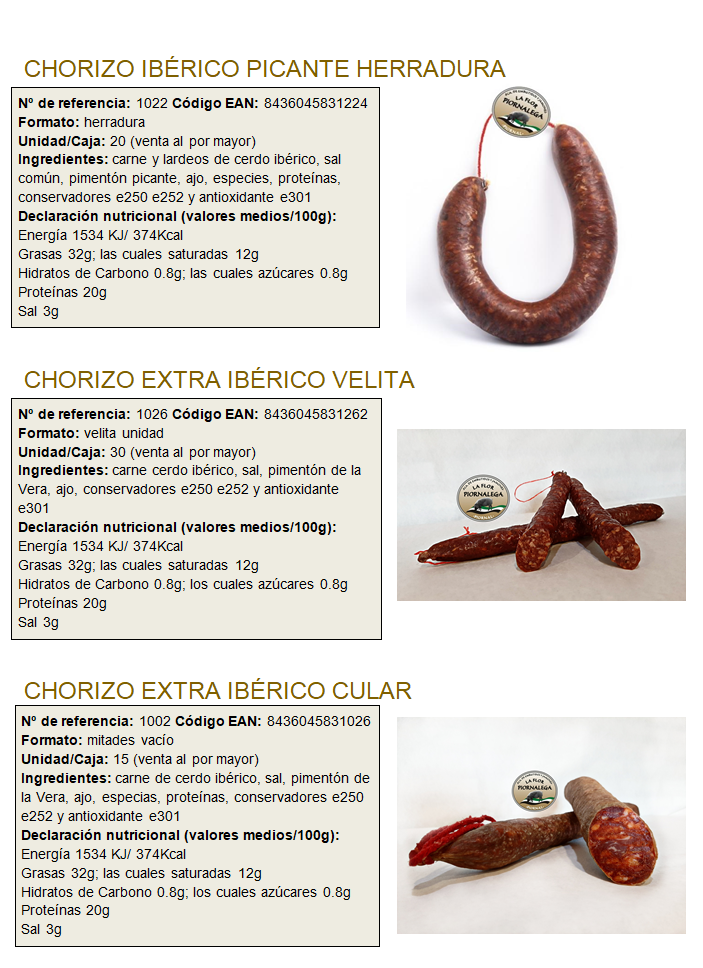 CHORIZO IBÉRICO PICANTE HERRADURA
Nº de referencia: 1022 Código EAN: 8436045831224
Formato: herradura
Unidad/Caja: 20 (venta al por mayor)
Ingredientes: carne y lardeos de cerdo ibérico, sal
común, pimentón picante, ajo, especies, proteínas,
conservadores e250 e252 y antioxidante e301
Declaración nutricional (valores medios/100g):
Energía 1534 KJ/ 374Kcal
Grasas 32g; las cuales saturadas 12g
Hidratos de Carbono 0.8g; las cuales azúcares 0.8g
Proteínas 20g
Sal 3g
LA FLOR
PIORNALEGA
CHORIZO EXTRA IBÉRICO VELITA
Nº de referencia: 1026 Código EAN: 8436045831262
Formato: velita unidad
Unidad/Caja: 30 (venta al por mayor)
Ingredientes: carne cerdo ibérico, sal, pimentón de la
Vera, ajo, conservadores e250 e252 y antioxidante
e301
Declaración nutricional (valores medios/100g):
Energía 1534 KJ/ 374Kcal
Grasas 32g; las cuales saturadas 12g
Hidratos de Carbono 0.8g; los cuales azúcares 0.8g
Proteínas 20g
Sal 3g
LA FLOR
PIORNALEGA
CHORIZO EXTRA IBÉRICO CULAR
Nº de referencia: 1002 Código EAN: 8436045831026
Formato: mitades vacío
Unidad/Caja: 15 (venta al por mayor)
Ingredientes: carne de cerdo ibérico, sal, pimentón de
la Vera, ajo, especias, proteínas, conservadores e250
e252 y antioxidante e301
Declaración nutricional (valores medios/100g):
Energía 1534 KJ/ 374Kcal
Grasas 32g; las cuales saturadas 12g
Hidratos de Carbono 0.8g; los cuales azúcares 0.8g
Proteínas 20g
Sal 3g
LA FLOR
PIORNALEGA